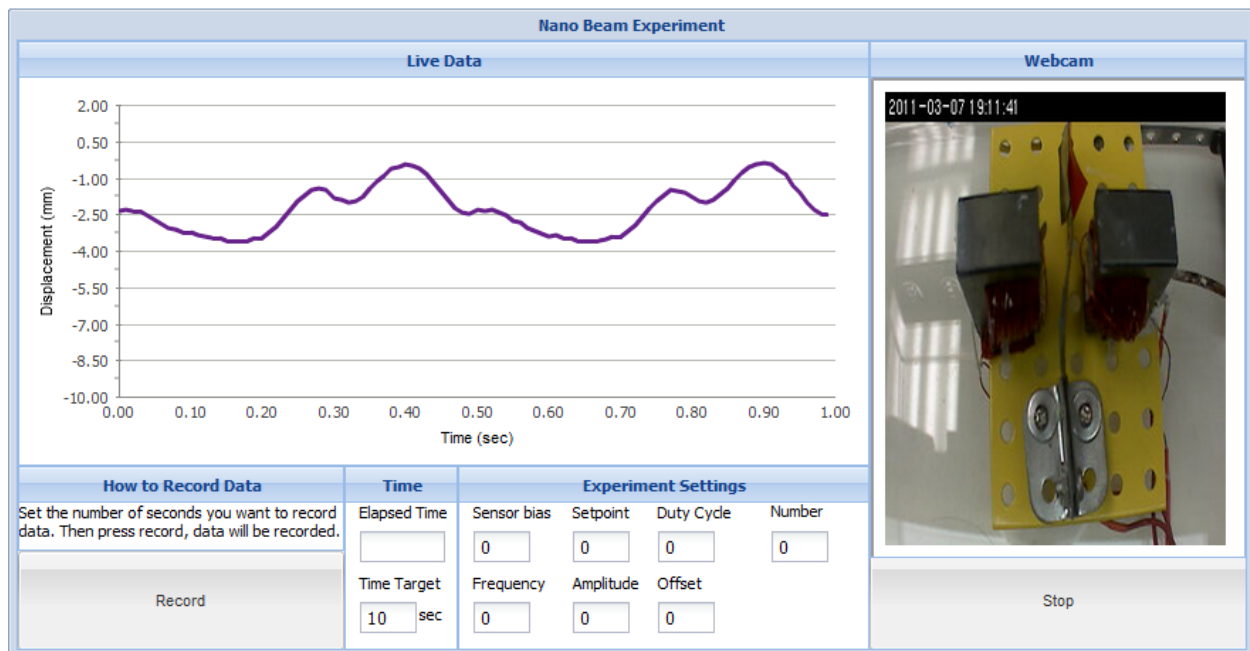 Nano Beam Experiment
Live Data
Webcam
2.00
0.50
-1.00
-2.50
-4.00
-5.50
-7.00
-8.50
-10.00
Displacement (mm)
0.00 0.10 0.20 0.30 0.40 0.50 0.60 0.70 0.80 0.90 1.00
Time (sec)
2011-03-07 19:11:41
How to Record Data
Set the number of seconds you want to record
data. Then press record, data will be recorded.
Record
Time
Elapsed Time
Time Target
10 sec
Experiment Settings
Sensor bias Setpoint Duty Cycle Number
0 0 0 0
Frequency Amplitude Offset
0 0 0
Stop